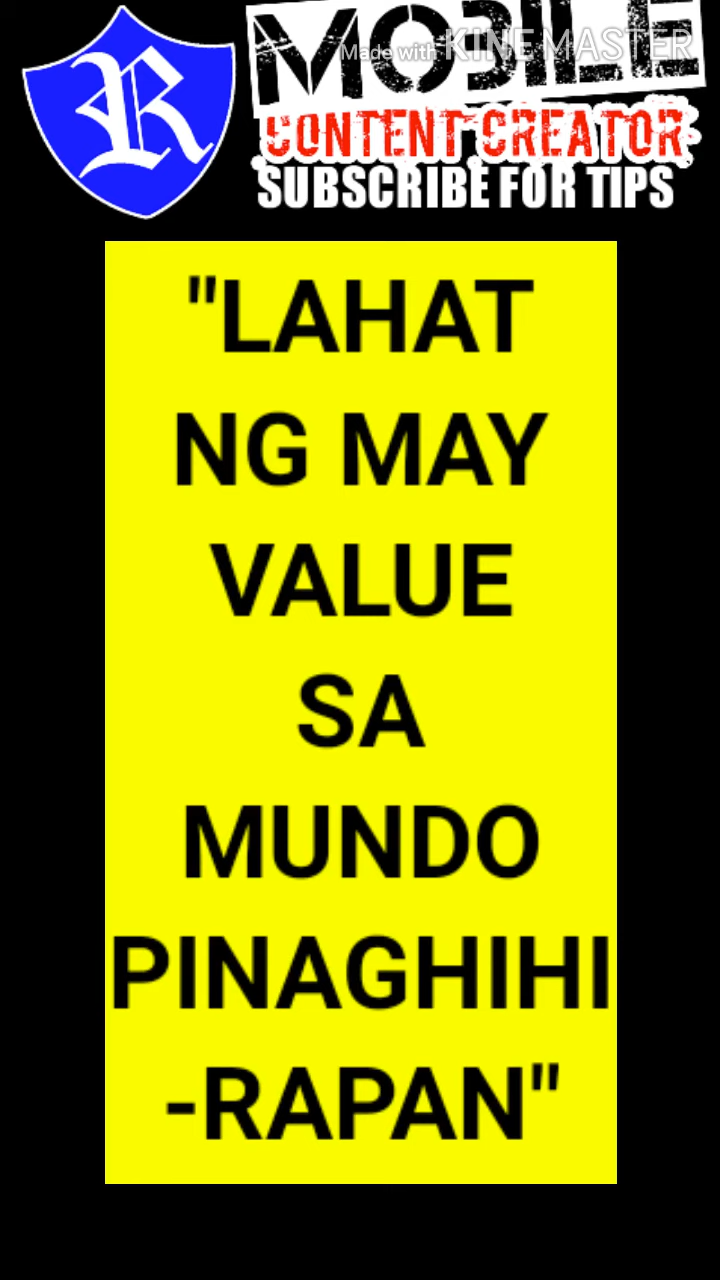 R
MOBILE
Made with KINEMASTER
CONTENT CREATOR
SUBSCRIBE FOR TIPS
"LAHAT
NG MAY
VALUE
SA
MUNDO
PINAGHIHI
-RAPAN"